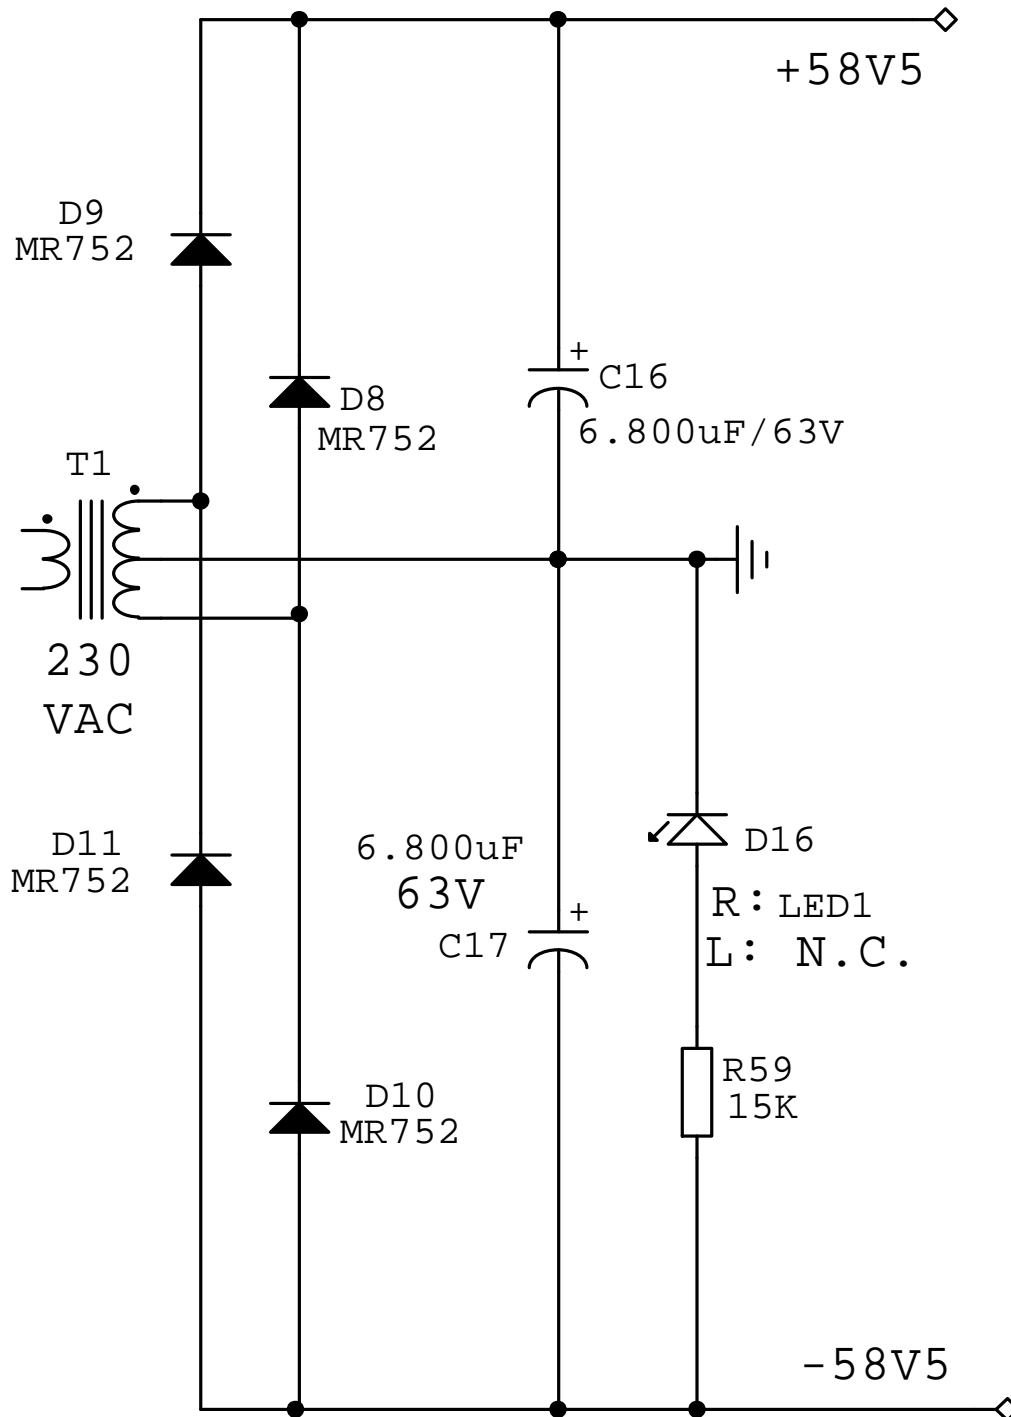 +58V5
D9
MR752
+
C16
D8
6.800uF/63V
MR752
T1
230
VAC
D11
MR752
6.800uF
63V
D16
+
R: LED1
C17
L: N.C.
R59
15K
D10
MR752
-58V5